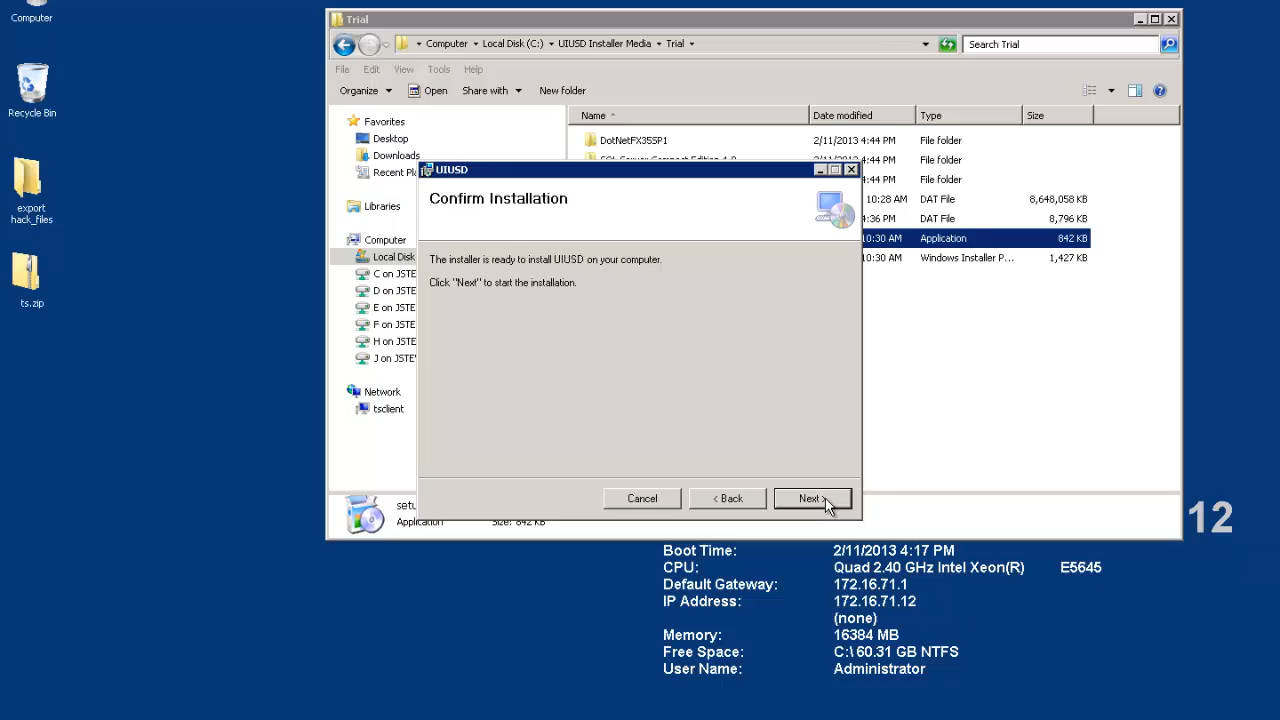 Computer
Recycle Bin
export
hack_files
ts.zip
Trial
Computer
Local Disk (C:)
UIUSD Installer Media
Trial
Search Trial
File Edit View Tools Help
Organize Open Share with New folder
Favorites
Desktop
Downloads
Recent Pl
Libraries
Computer
Local Disk
C on JSTE
D on JSTE
E on JSTE
F on JSTE
H on JSTE
J on JSTE
Network
tsclient
Name Date modified Type Size
DotNetFX35SP1 2/11/2013 4:44 PM File folder
2/11/2013 4:44 PM File folder
4:44 PM File folder
10:28 AM DAT File 8,648,058 KB
4:36 PM DAT File 8,796 KB
10:30 AM Application 842 KB
10:30 AM Windows Installer P... 1,427 KB
UIUSD
Confirm Installation
The installer is ready to install UIUSD on your computer.
Click "Next" to start the installation.
Cancel < Back Next >
setu
Application Size: 842 KB
12
Boot Time: 2/11/2013 4:17 PM
CPU: Quad 2.40 GHz Intel Xeon(R) E5645
Default Gateway: 172.16.71.1
IP Address: 172.16.71.12
(none)
Memory: 16384 MB
Free Space: C:\ 60.31 GB NTFS
User Name: Administrator